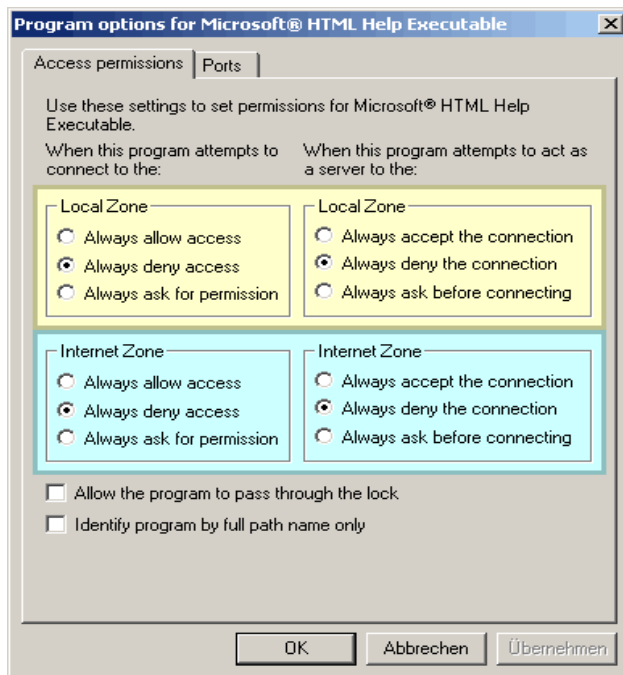 Program options for Microsoft® HTML Help Executable
Access permissions
Ports
Use these settings to set permissions for Microsoft® HTML Help
Executable.
When this program attempts to
connect to the:
When this program attempts to act as
a server to the:
Local Zone
Always allow access
Always deny access
Always ask for permission
Local Zone
Always accept the connection
Always deny the connection
Always ask before connecting
Internet Zone
Always allow access
Always deny access
Always ask for permission
Internet Zone
Always accept the connection
Always deny the connection
Always ask before connecting
Allow the program to pass through the lock
Identify program by full path name only
OK
Abbrechen
Übernehmen